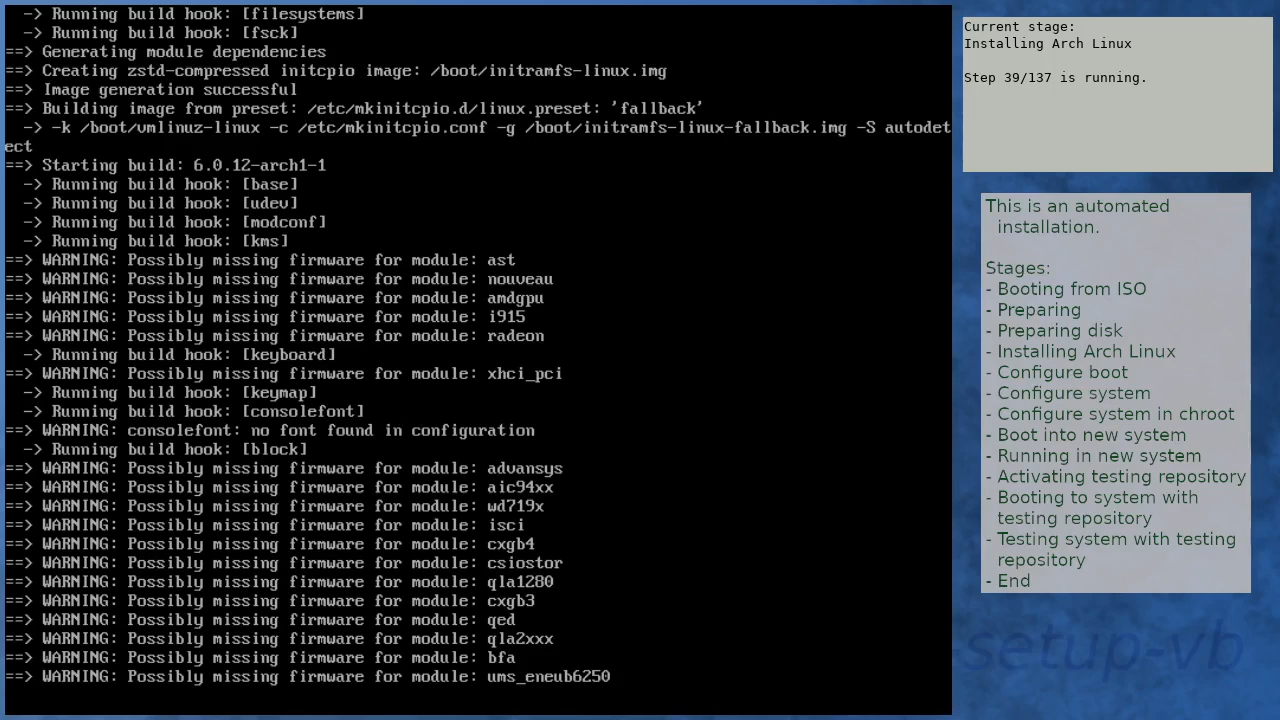 -> Running build hook: [filesystems]
-> Running build hook: [fsck]
==> Generating module dependencies
==> Creating zstd-compressed initcpio image: /boot/initramfs-linux.img
==> Image generation successful
==> Building image from preset: /etc/mkinitcpio.d/linux.preset: 'fallback'
-> -k /boot/vmlinuz-linux -c /etc/mkinitcpio.conf -g /boot/initramfs-linux-fallback.img -S autodet
ect
==> Starting build: 6.0.12-arch1-1
-> Running build hook: [base]
-> Running build hook: [udev]
-> Running build hook: [modconf]
-> Running build hook: [kms]
==> WARNING: Possibly missing firmware for module: ast
==> WARNING: Possibly missing firmware for module: nouveau
==> WARNING: Possibly missing firmware for module: amdgpu
==> WARNING: Possibly missing firmware for module: i915
==> WARNING: Possibly missing firmware for module: radeon
-> Running build hook: [keyboard]
==> WARNING: Possibly missing firmware for module: xhci_pci
-> Running build hook: [keymap]
-> Running build hook: [consolefont]
==> WARNING: consolefont: no font found in configuration
-> Running build hook: [block]
==> WARNING: Possibly missing firmware for module: advansys
==> WARNING: Possibly missing firmware for module: aic94xx
==> WARNING: Possibly missing firmware for module: wd719x
==> WARNING: Possibly missing firmware for module: isci
==> WARNING: Possibly missing firmware for module: cxgb4
==> WARNING: Possibly missing firmware for module: csiostor
==> WARNING: Possibly missing firmware for module: qla1280
==> WARNING: Possibly missing firmware for module: cxgb3
==> WARNING: Possibly missing firmware for module: qed
==> WARNING: Possibly missing firmware for module: qla2xxx
==> WARNING: Possibly missing firmware for module: bfa
==> WARNING: Possibly missing firmware for module: ums_eneub6250
Current stage:
Installing Arch Linux
Step 39/137 is running.
This is an automated
installation.
Stages:
- Booting from ISO
- Preparing
- Preparing disk
- Installing Arch Linux
- Configure boot
- Configure system
- Configure system in chroot
- Boot into new system
- Running in new system
- Activating testing repository
- Booting to system with
testing repository
- Testing system with testing
repository
- End
-setup-vb